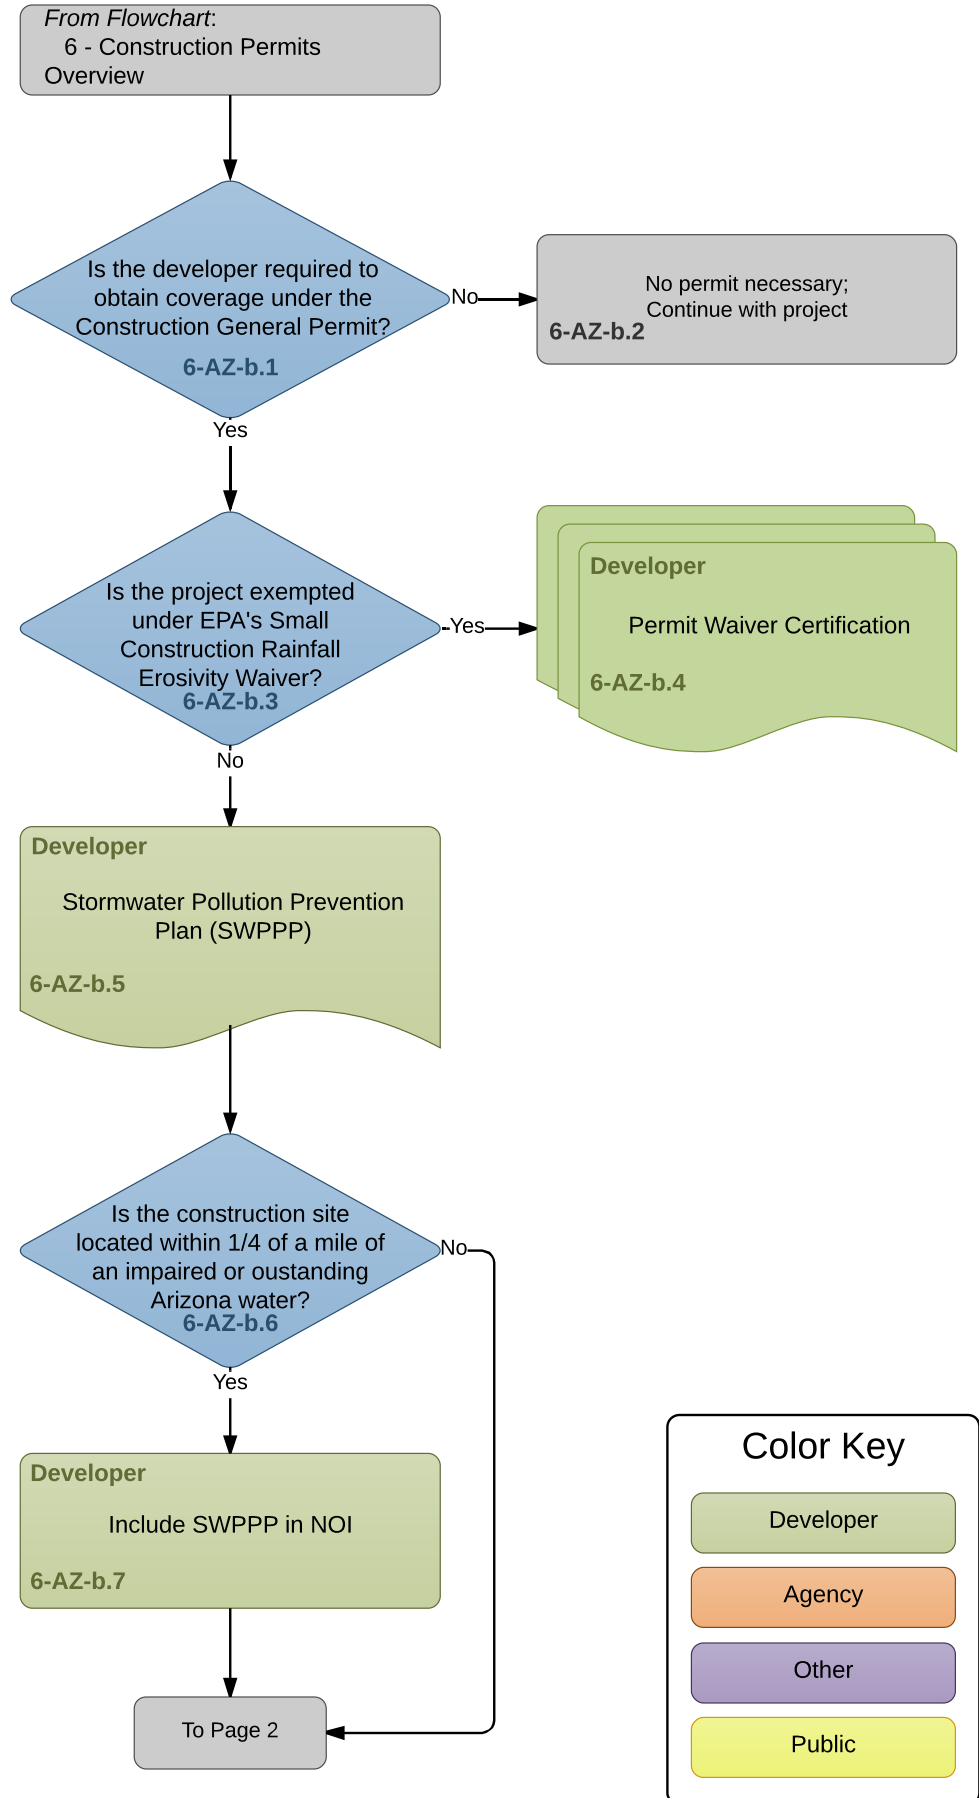 From Flowchart:
6 - Construction Permits
Overview
Is the developer required to
obtain coverage under the
Construction General Permit?
6-AZ-b.1
No
No permit necessary;
Continue with project
6-AZ-b.2
Yes
Is the project exempted
under EPA's Small
Construction Rainfall
Erosivity Waiver?
6-AZ-b.3
Yes
Developer
Permit Waiver Certification
6-AZ-b.4
No
Developer
Stormwater Pollution Prevention
Plan (SWPPP)
6-AZ-b.5
Is the construction site
located within 1/4 of a mile of
an impaired or oustanding
Arizona water?
6-AZ-b.6
No
Yes
Developer
Include SWPPP in NOI
6-AZ-b.7
To Page 2
Color Key
Developer
Agency
Other
Public